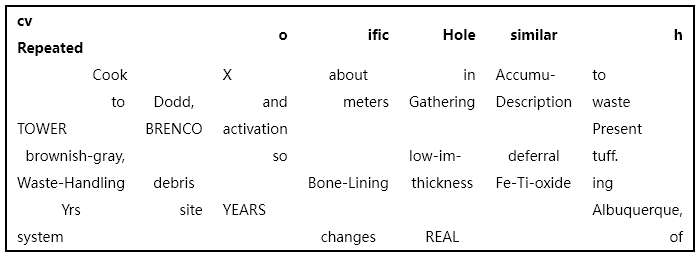 cv o ific Hole similar h
Repeated
Cook X about in Accumu- to
to Dodd, and meters Gathering Description waste
TOWER BRENCO activation Present
brownish-gray, so low-im- deferral tuff.
Waste-Handling debris Bone-Lining thickness Fe-Ti-oxide ing
Yrs site YEARS Albuquerque,
system changes REAL of